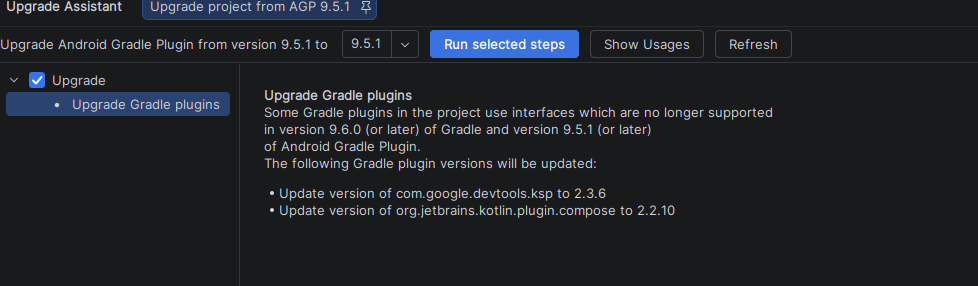 Upgrade Assistant
Upgrade project from AGP 9.5.1
Upgrade Android Gradle Plugin from version 9.5.1 to 9.5.1 Run selected steps Show Usages Refresh
Upgrade
• Upgrade Gradle plugins
Upgrade Gradle plugins
Some Gradle plugins in the project use interfaces which are no longer supported
in version 9.6.0 (or later) of Gradle and version 9.5.1 (or later)
of Android Gradle Plugin.
The following Gradle plugin versions will be updated:
• Update version of com.google.devtools.ksp to 2.3.6
• Update version of org.jetbrains.kotlin.plugin.compose to 2.2.10